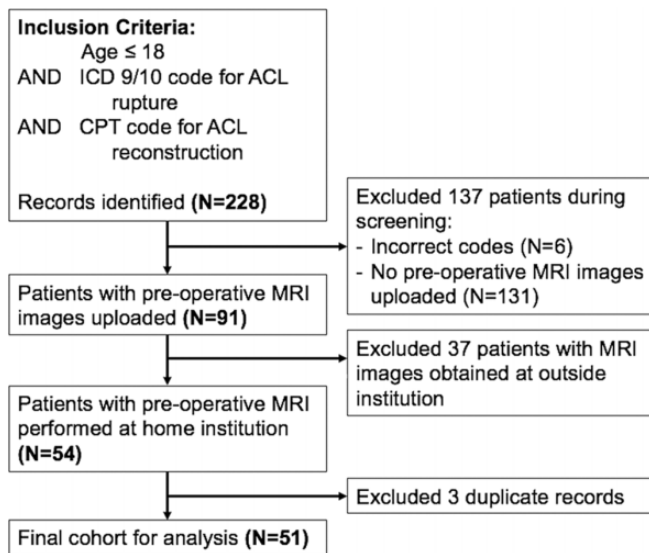 Inclusion Criteria:
Age ≤ 18
AND ICD 9/10 code for ACL
rupture
AND CPT code for ACL
reconstruction
Records identified (N=228)
Excluded 137 patients during
screening:
- Incorrect codes (N=6)
- No pre-operative MRI images
uploaded (N=131)
Patients with pre-operative MRI
images uploaded (N=91)
Excluded 37 patients with MRI
images obtained at outside
institution
Patients with pre-operative MRI
performed at home institution
(N=54)
Excluded 3 duplicate records
Final cohort for analysis (N=51)